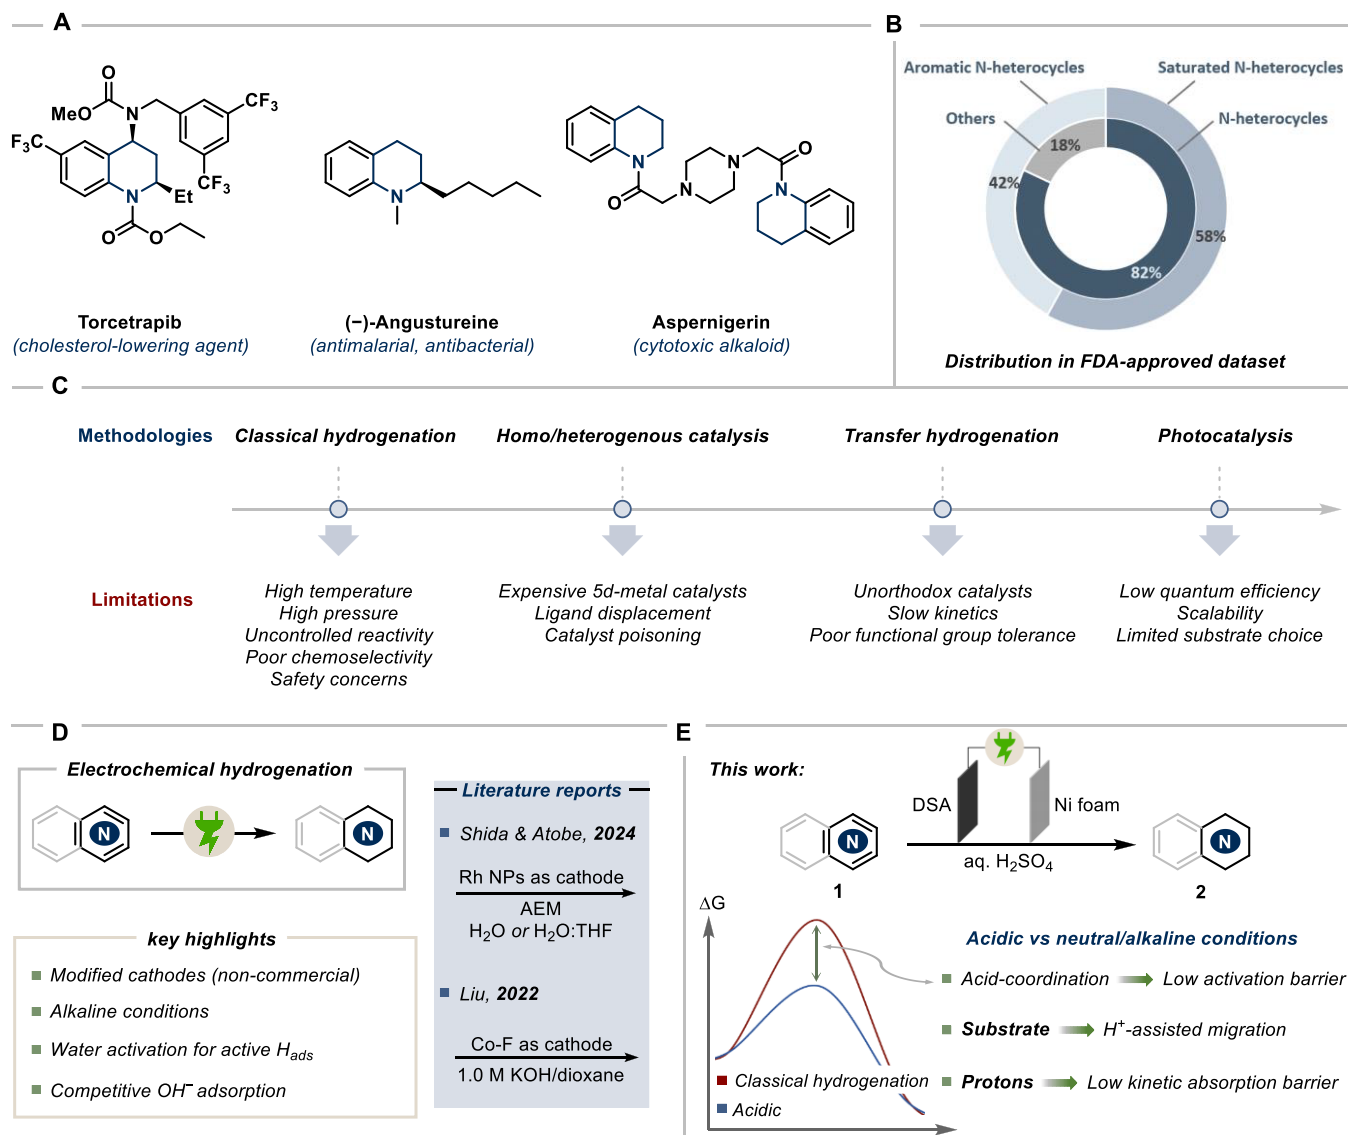 A
O
MeO
N
CF3
F3C
CF3
N
Et
O
O
N
O
N
N
N
O
N
Torcetrapib
(cholesterol-lowering agent)
(−)-Angustureine
(antimalarial, antibacterial)
Aspernigerin
(cytotoxic alkaloid)
B
Aromatic N-heterocycles
Saturated N-heterocycles
Others
N-heterocycles
18%
42%
58%
82%
Distribution in FDA-approved dataset
C
Methodologies
Classical hydrogenation
Homo/heterogenous catalysis
Transfer hydrogenation
Photocatalysis
Limitations
High temperature
High pressure
Uncontrolled reactivity
Poor chemoselectivity
Safety concerns
Expensive 5d-metal catalysts
Ligand displacement
Catalyst poisoning
Unorthodox catalysts
Slow kinetics
Poor functional group tolerance
Low quantum efficiency
Scalability
Limited substrate choice
D
Electrochemical hydrogenation
N
N
key highlights
Modified cathodes (non-commercial)
Alkaline conditions
Water activation for active Hads
Competitive OH− adsorption
Literature reports
Shida & Atobe, 2024
Rh NPs as cathode
AEM
H2O or H2O:THF
Liu, 2022
Co-F as cathode
1.0 M KOH/dioxane
E
This work:
DSA
Ni foam
N
aq. H2SO4
N
1
2
ΔG
Classical hydrogenation
Acidic
Acidic vs neutral/alkaline conditions
Acid-coordination
Low activation barrier
Substrate
H+-assisted migration
Protons
Low kinetic absorption barrier